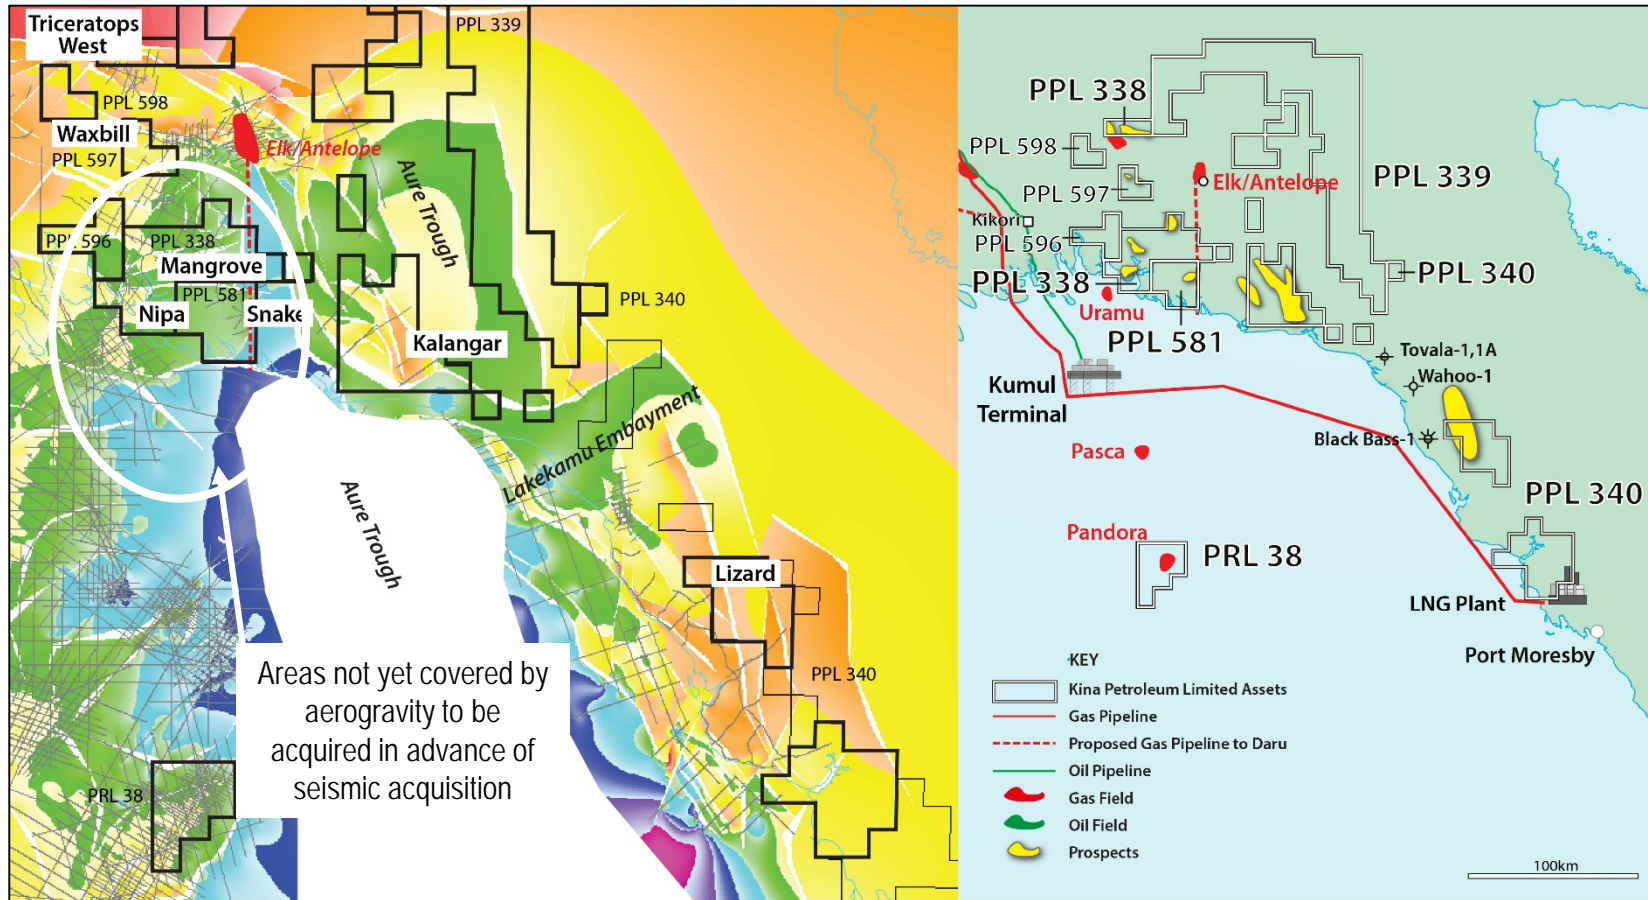 Triceratops
West
PPL 339
PPL 598
Waxbill
PPL 597
Elk/Antelope
Aure Trough
PPL 596
PPL 338
Mangrove
PPL 581
Nipa
Snake
PPL 340
Kalangar
Lakekamu Embayment
Aure Trough
Lizard
PPL 340
Areas not yet covered by
aerogravity to be
acquired in advance of
seismic acquisition
PRL 38
PPL 338
PPL 598
PPL 597
Elk/Antelope
PPL 339
Kikori
PPL 596
PPL 338
PPL 340
Uramu
PPL 581
Tovala-1,1A
Wahoo-1
Kumul
Terminal
Black Bass-1
Pasca
PPL 340
Pandora
PRL 38
LNG Plant
Port Moresby
KEY
Kina Petroleum Limited Assets
Gas Pipeline
Proposed Gas Pipeline to Daru
Oil Pipeline
Gas Field
Oil Field
Prospects
100km